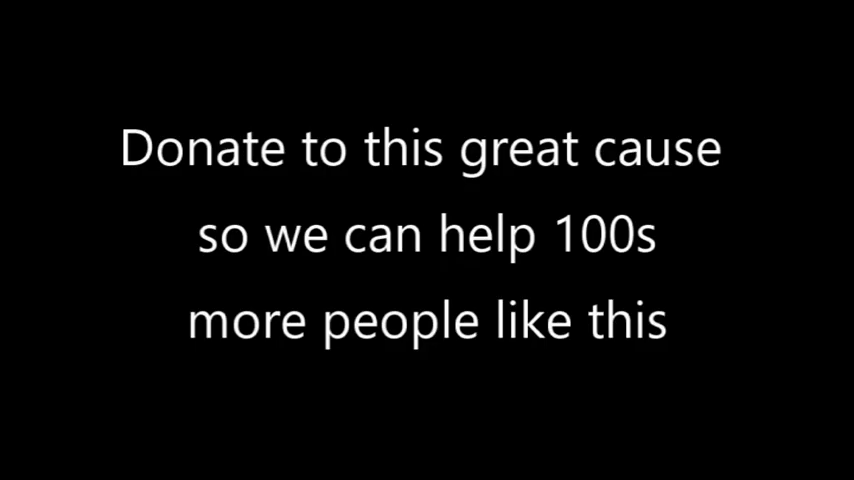 Donate to this great cause
so we can help 100s
more people like this